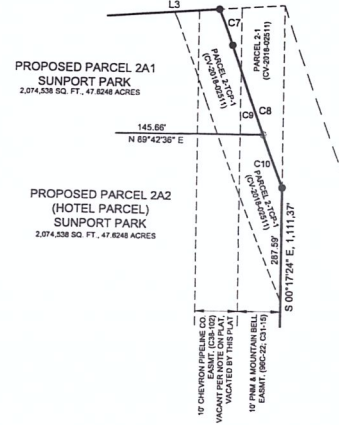 L3
C7
PARCEL 2-1
(CV-2018-02511)
PARCEL 2-TCP-1
(CV-2018-02511)
PROPOSED PARCEL 2A1
SUNPORT PARK
2,074,538 SQ. FT., 47.6248 ACRES
C9
C8
145.66'
N 89°42'36" E
C10
PARCEL 2-TCP-1
(CV-2018-02511)
PROPOSED PARCEL 2A2
(HOTEL PARCEL)
SUNPORT PARK
2,074,538 SQ. FT., 47.6248 ACRES
287.59'
S 00°17'24" E, 1,111.37'
10' CHEVRON PIPELINE CO.
EASMT. (C38-102)
VACANT PER NOTE ON PLAT,
VACATED BY THIS PLAT
10' PNM & MOUNTAIN BELL
EASMT. (96C-22, C31-15)